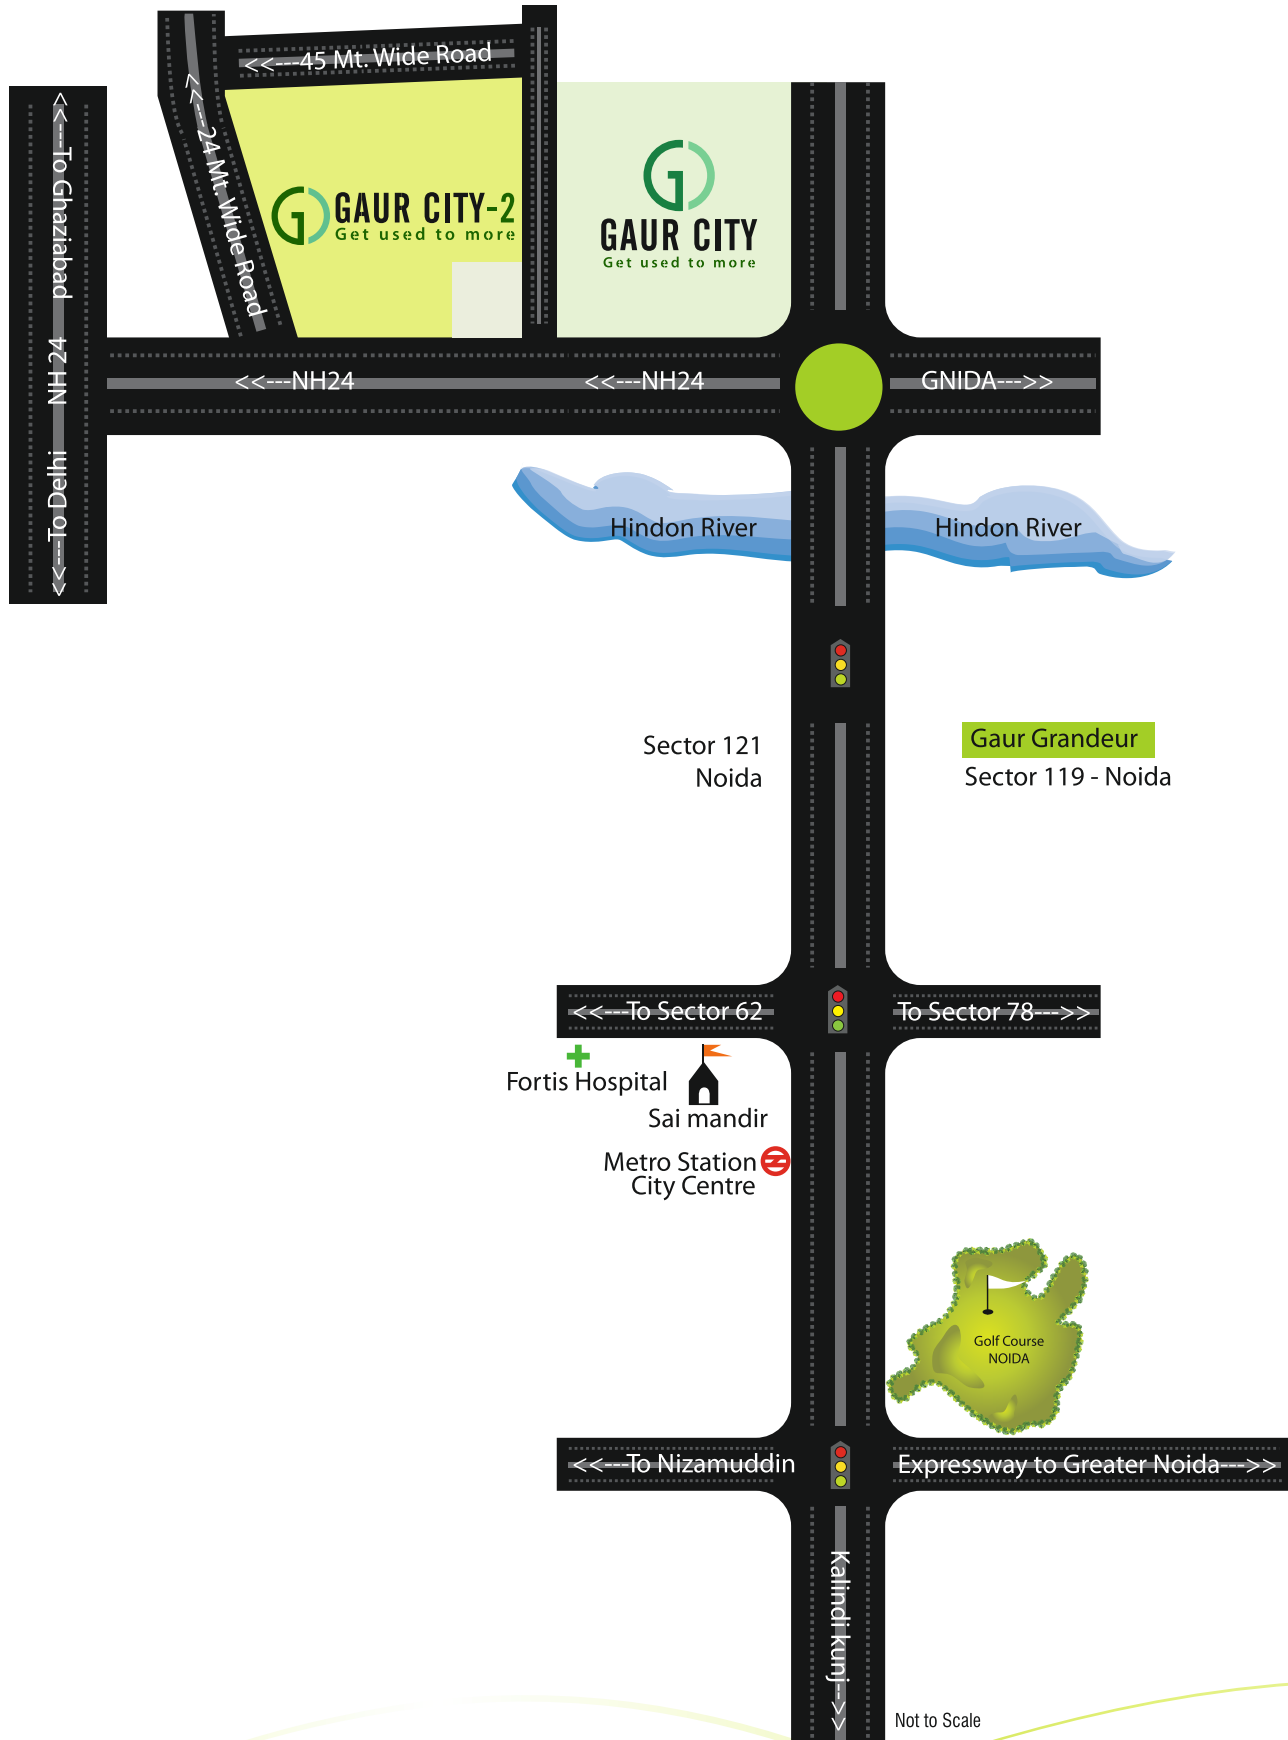 <<---45 Mt. Wide Road
<<---24 Mt. Wide Road
<<---To Ghaziabad
NH 24
<<---To Delhi
GAUR CITY-2
Get used to more
GAUR CITY
Get used to more
<<---NH24
<<---NH24
GNIDA--->>
Hindon River
Hindon River
Sector 121
Noida
Gaur Grandeur
Sector 119 - Noida
<<---To Sector 62
To Sector 78--->>
Fortis Hospital
Sai mandir
Metro Station
City Centre
Golf Course
NOIDA
<<---To Nizamuddin
Expressway to Greater Noida--->>
Kalindi kunj-->>
Not to Scale